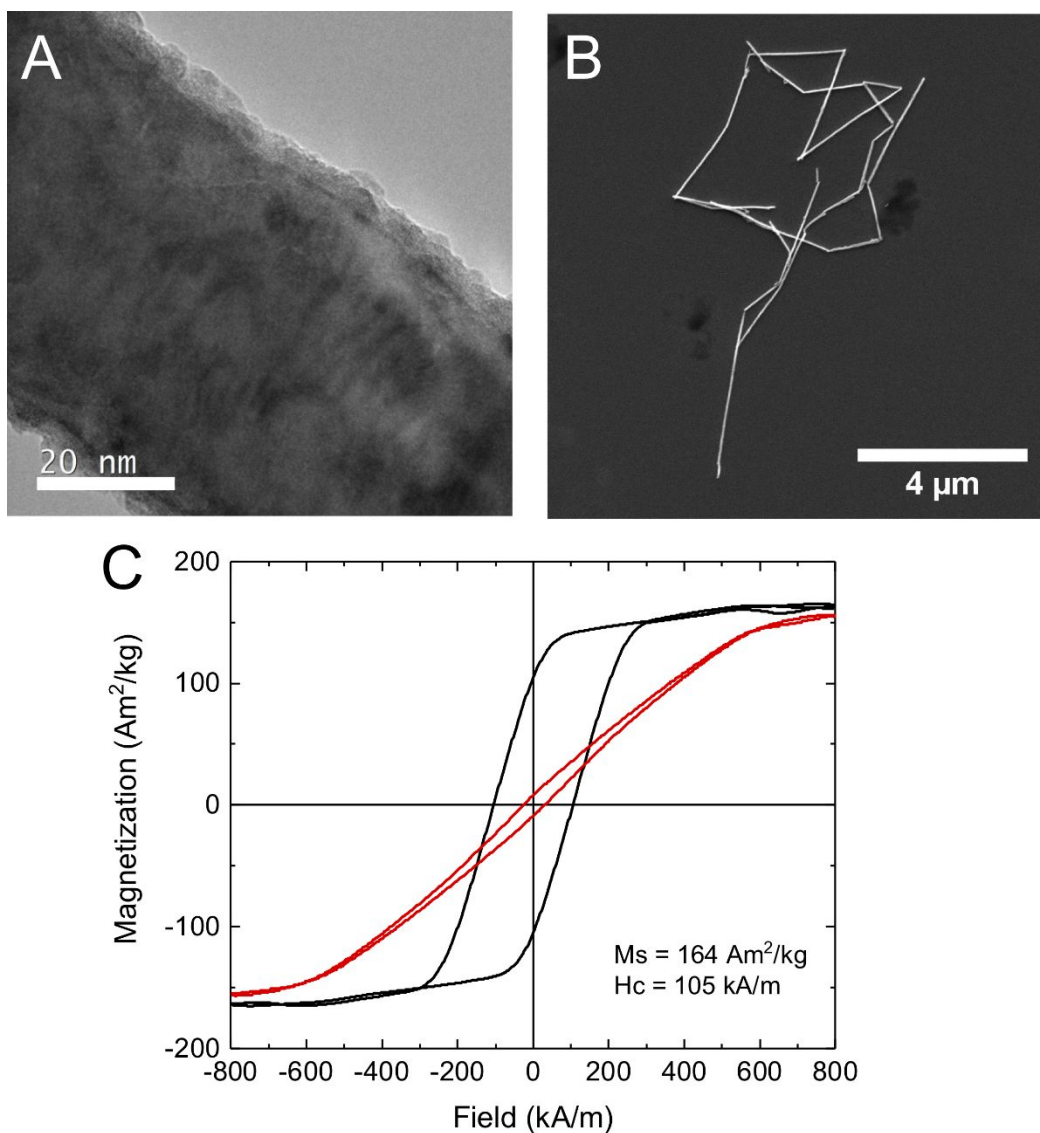 A
20 nm
B
4 μm
C
200
100
0
-100
-200
Magnetization (Am²/kg)
Ms = 164 Am²/kg
Hc = 105 kA/m
-800 -600 -400 -200 0 200 400 600 800
Field (kA/m)